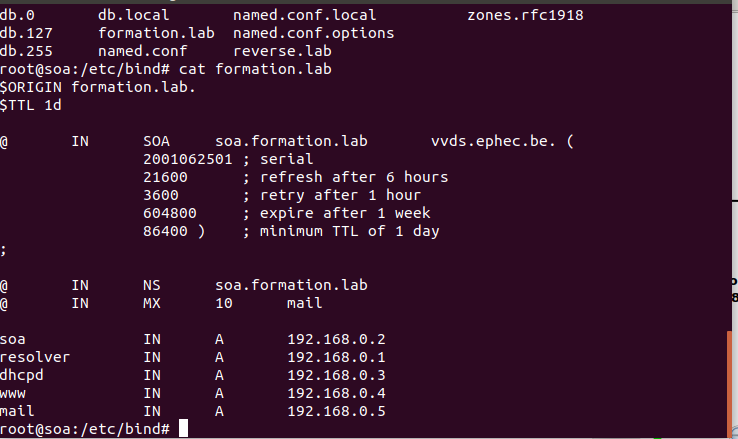 db.0 db.local named.conf.local zones.rfc1918
db.127 formation.lab named.conf.options
db.255 named.conf reverse.lab
root@soa:/etc/bind# cat formation.lab
$ORIGIN formation.lab.
$TTL 1d
@ IN SOA soa.formation.lab vvds.ephec.be. (
2001062501 ; serial
21600 ; refresh after 6 hours
3600 ; retry after 1 hour
604800 ; expire after 1 week
86400 ) ; minimum TTL of 1 day
;
@ IN NS soa.formation.lab
@ IN MX 10 mail
soa IN A 192.168.0.2
resolver IN A 192.168.0.1
dhcpd IN A 192.168.0.3
www IN A 192.168.0.4
mail IN A 192.168.0.5
root@soa:/etc/bind#